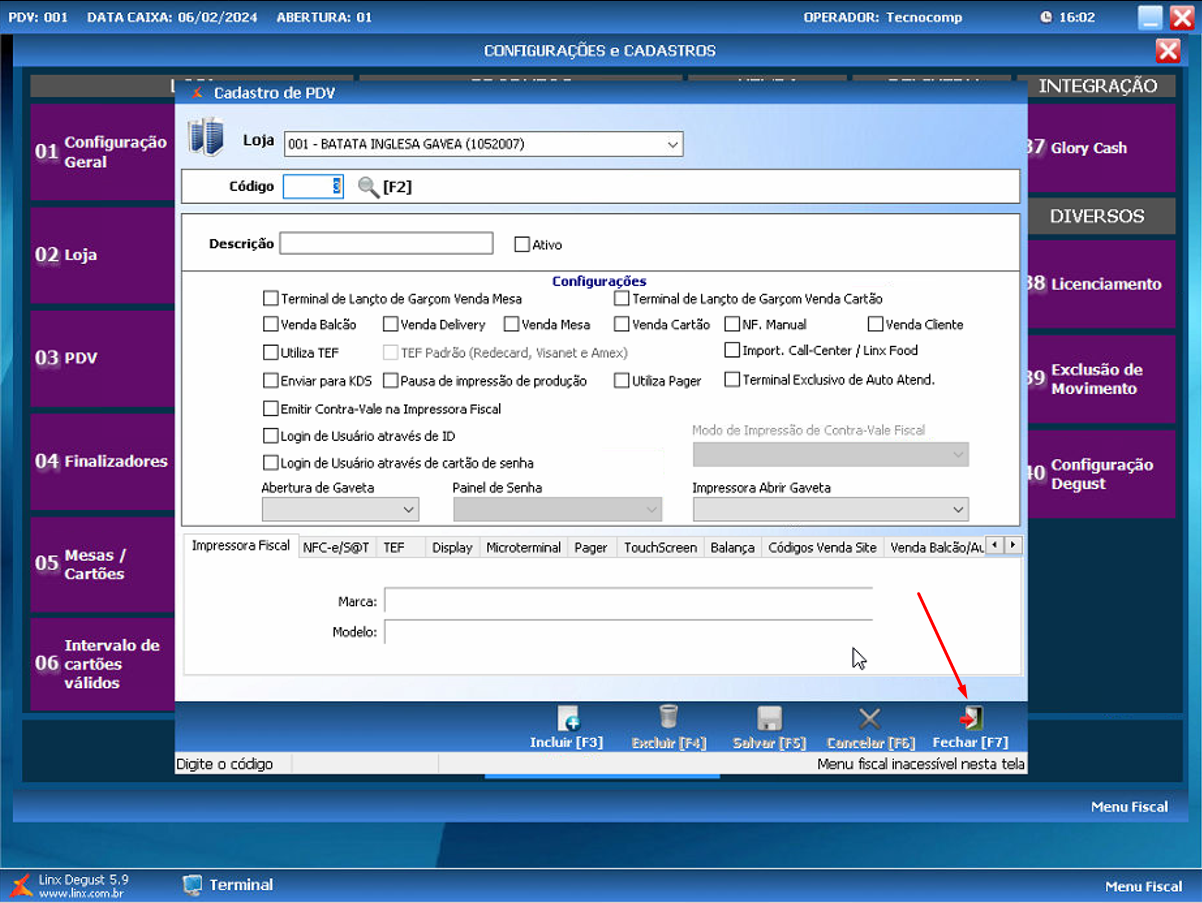 PDV: 001 DATA CAIXA: 06/02/2024 ABERTURA: 01 OPERADOR: Tecnocomp 16:02
CONFIGURAÇÕES e CADASTROS
INTEGRAÇÃO
Cadastro de PDV
01 Configuração Geral
02 Loja
03 PDV
04 Finalizadores
05 Mesas / Cartões
06 Intervalo de cartões válidos
Loja 001 - BATATA INGLESA GAVEA (1052007)
Código 3 [F2]
Descrição Ativo
Configurações
Terminal de Lançto de Garçom Venda Mesa Terminal de Lançto de Garçom Venda Cartão
Venda Balcão Venda Delivery Venda Mesa Venda Cartão NF. Manual Venda Cliente
Utiliza TEF TEF Padrão (Redecard, Visanet e Amex) Import. Call-Center / Linx Food
Enviar para KDS Pausa de impressão de produção Utiliza Pager Terminal Exclusivo de Auto Atend.
Emitir Contra-Vale na Impressora Fiscal
Login de Usuário através de ID Modo de Impressão de Contra-Vale Fiscal
Login de Usuário através de cartão de senha
Abertura de Gaveta Painel de Senha Impressora Abrir Gaveta
Impressora Fiscal NFC-e/S@T TEF Display Microterminal Pager TouchScreen Balança Códigos Venda Site Venda Balcão/Au
Marca:
Modelo:
Incluir [F3] Excluir [F4] Salvar [F5] Cancelar [F6] Fechar [F7]
Digite o código Menu fiscal inacessível nesta tela
37 Glory Cash
DIVERSOS
38 Licenciamento
39 Exclusão de Movimento
40 Configuração Degust
Menu Fiscal
Linx Degust 5.9
www.linx.com.br
Terminal
Menu Fiscal